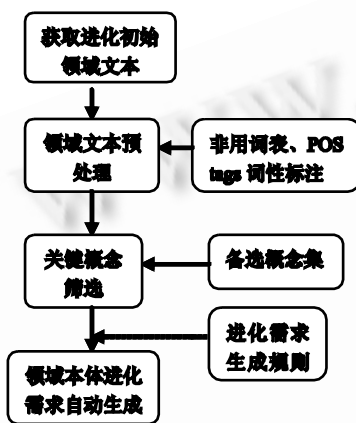 获取进化初始
领域文本
领域文本预
处理
非用词表、POS
tags 词性标注
关键概念
筛选
备选概念集
进化需求
生成规则
领域本体进化
需求自动生成